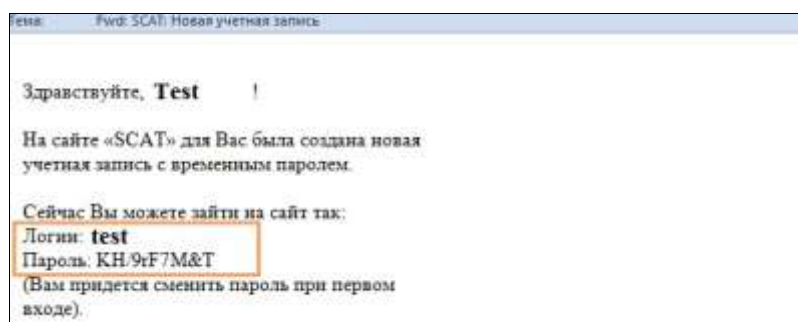 Тема: Fwd: SCAT: Новая учетная запись
Здравствуйте, Test !
На сайте «SCAT» для Вас была создана новая
учетная запись с временным паролем.
Сейчас Вы можете зайти на сайт так:
Логин: test
Пароль: KH/9rF7M&T
(Вам придется сменить пароль при первом
входе).